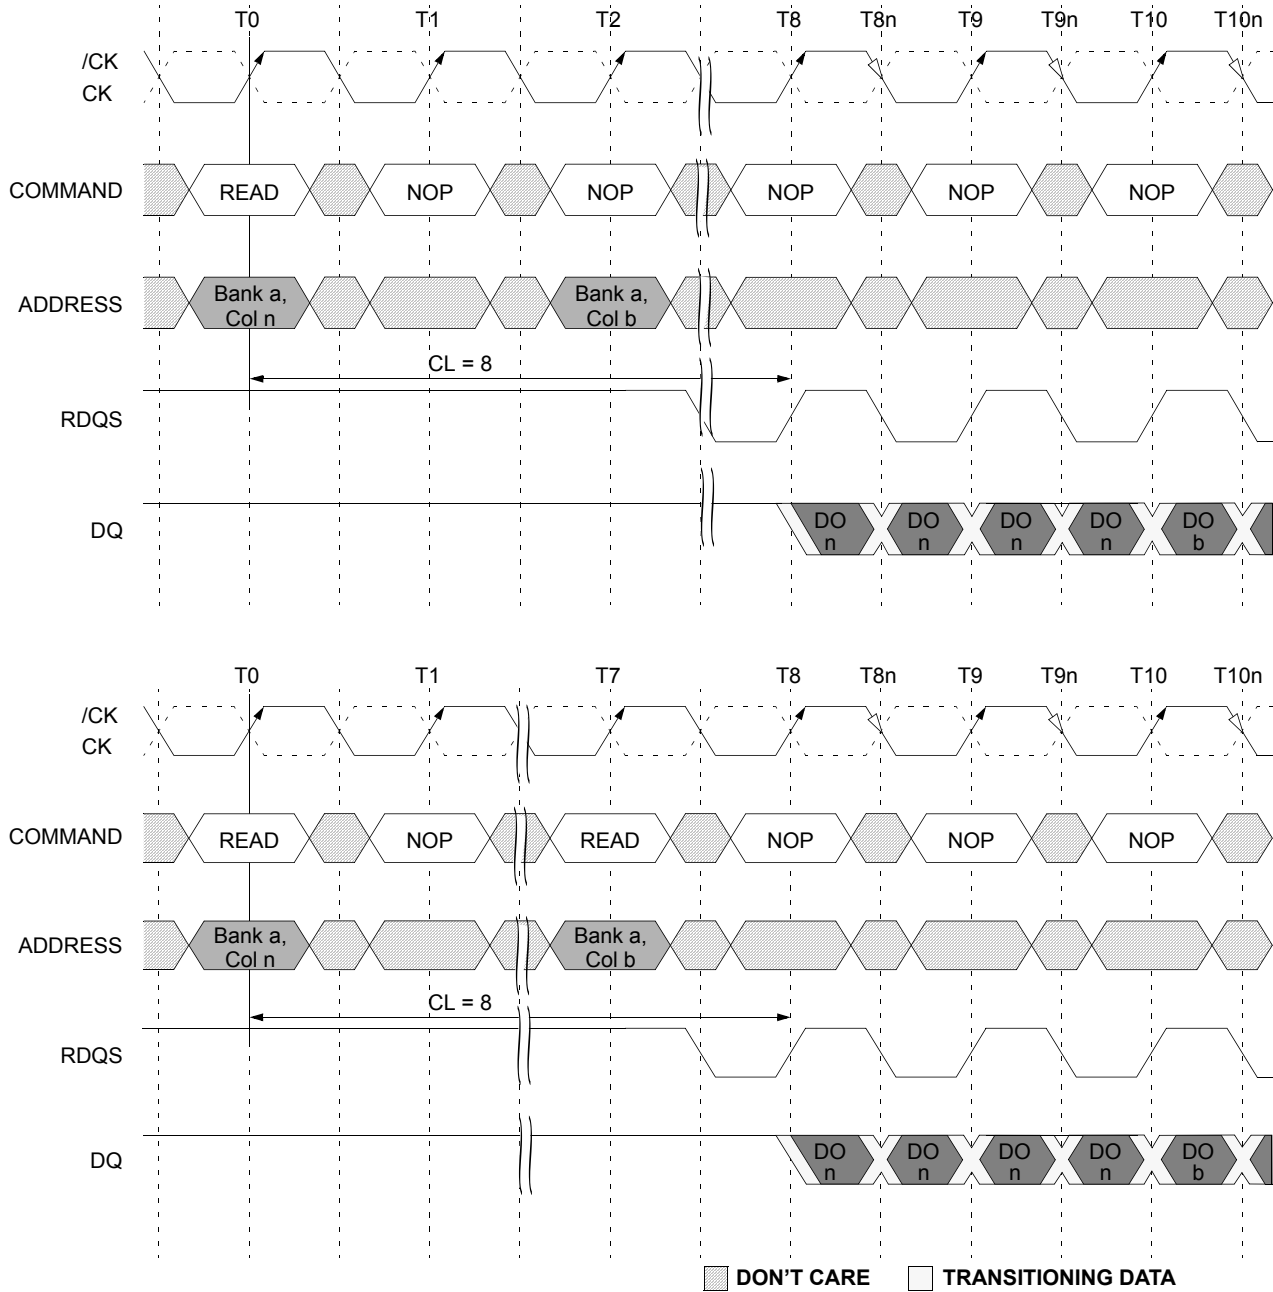 T0 T1 T2 T8 T8n T9 T9n T10 T10n
/CK
CK
COMMAND READ NOP NOP NOP NOP NOP
ADDRESS Bank a, Col n Bank a, Col b
CL = 8
RDQS
DQ DO n DO n DO n DO n DO b
T0 T1 T7 T8 T8n T9 T9n T10 T10n
/CK
CK
COMMAND READ NOP READ NOP NOP NOP
ADDRESS Bank a, Col n Bank a, Col b
CL = 8
RDQS
DQ DO n DO n DO n DO n DO b
DON'T CARE TRANSITIONING DATA